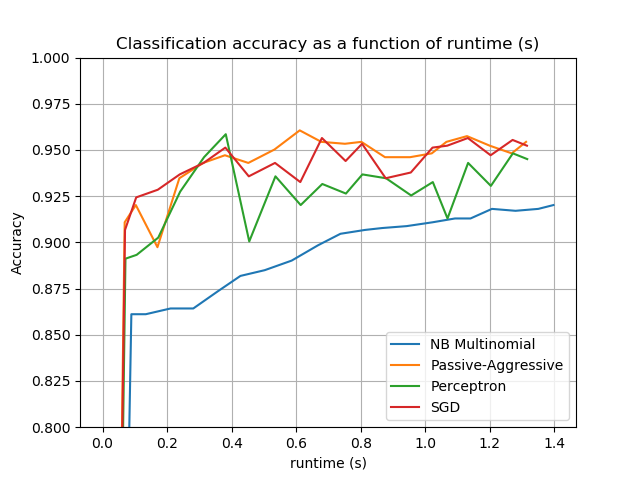 Classification accuracy as a function of runtime (s)
1.000
0.975
0.950
0.925
0.900
0.875
0.850
0.825
0.800
Accuracy
NB Multinomial
Passive-Aggressive
Perceptron
SGD
0.0 0.2 0.4 0.6 0.8 1.0 1.2 1.4
runtime (s)